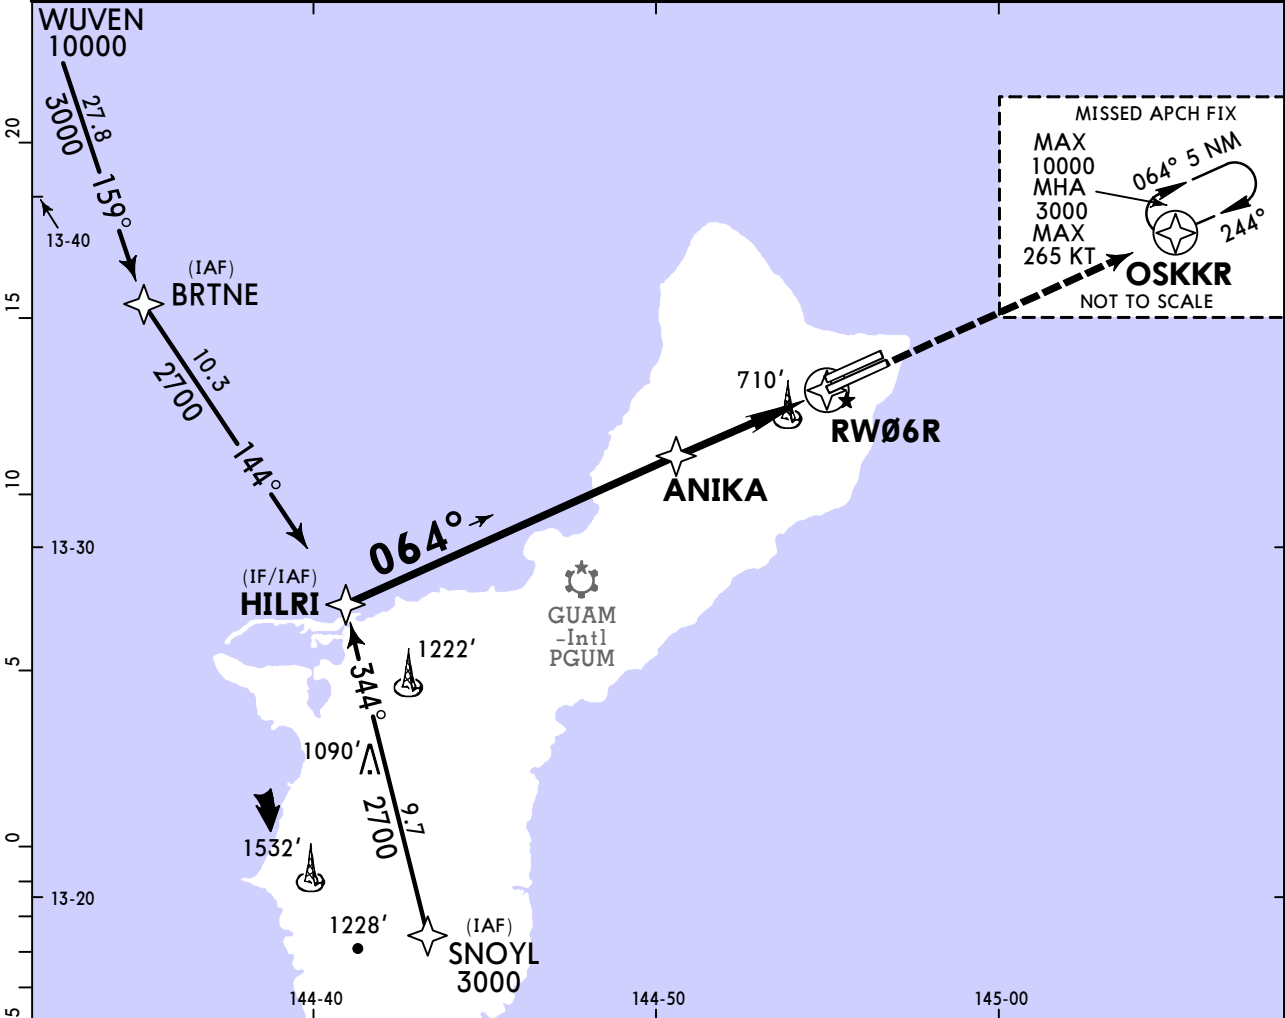 WUVEN
10000
27.8
3000
159°
20
13-40
(IAF)
BRTNE
MISSED APCH FIX
MAX
10000
MHA
3000
MAX
265 KT
064° 5 NM
244°
OSKKR
NOT TO SCALE
15
10.3
2700
144°
710'
RWØ6R
ANIKA
10
064°
13-30
(IF/IAF)
HILRI
GUAM
-Intl
PGUM
1222'
5
344°
1090'
9.7
2700
0
1532'
13-20
1228'
(IAF)
SNOYL
3000
5
144-40
144-50
145-00